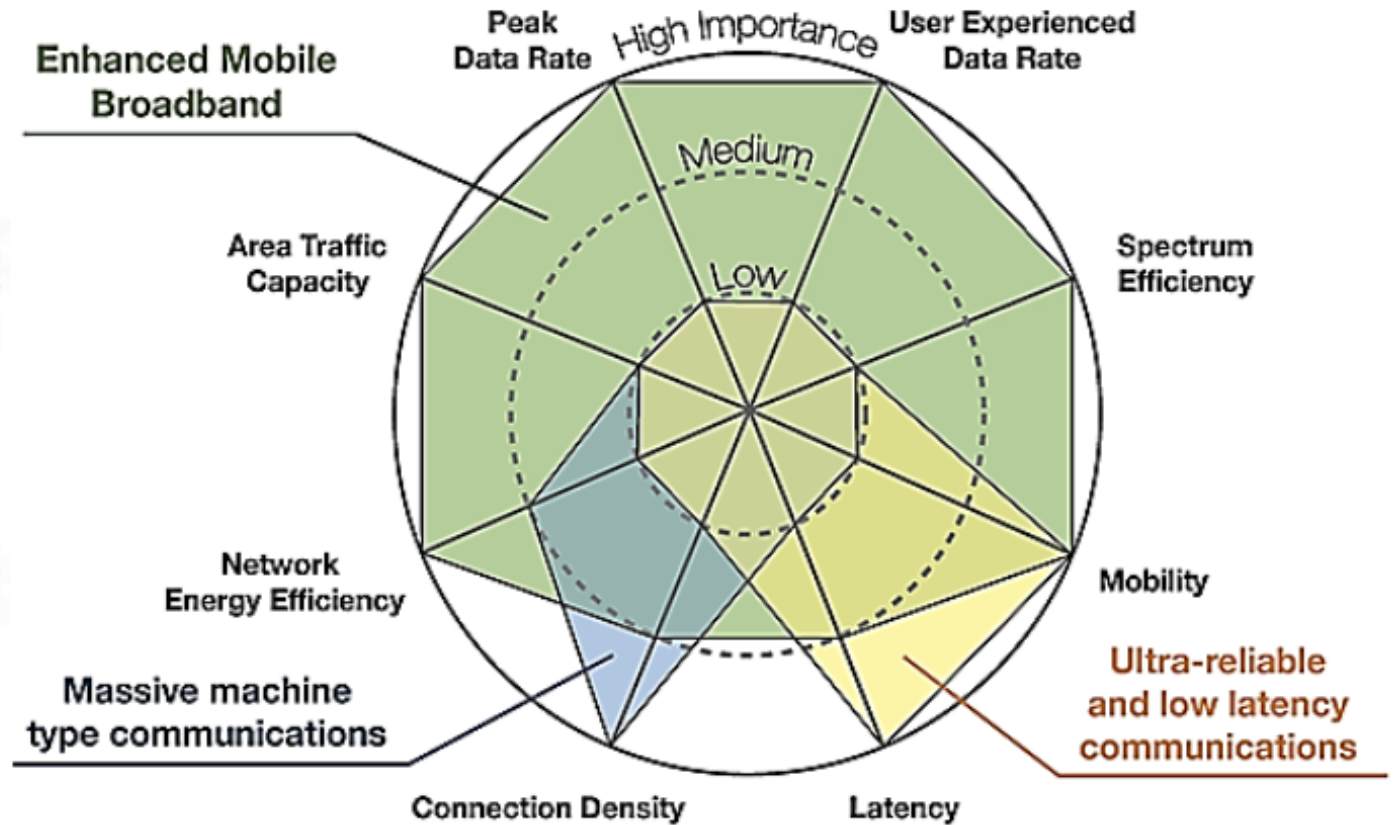 Peak
Data Rate
High Importance
User Experienced
Data Rate
Enhanced Mobile
Broadband
Medium
Area Traffic
Capacity
Low
Spectrum
Efficiency
Network
Energy Efficiency
Mobility
Massive machine
type communications
Ultra-reliable
and low latency
communications
Connection Density
Latency